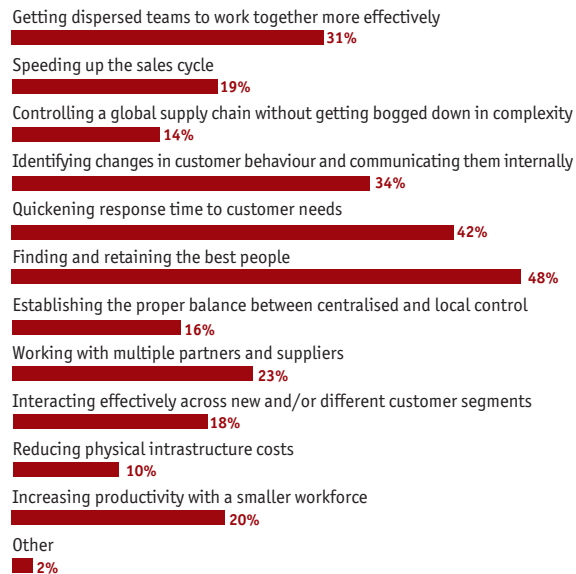 Getting dispersed teams to work together more effectively
31%
Speeding up the sales cycle
19%
Controlling a global supply chain without getting bogged down in complexity
14%
Identifying changes in customer behaviour and communicating them internally
34%
Quickening response time to customer needs
42%
Finding and retaining the best people
48%
Establishing the proper balance between centralised and local control
16%
Working with multiple partners and suppliers
23%
Interacting effectively across new and/or different customer segments
18%
Reducing physical intrastructure costs
10%
Increasing productivity with a smaller workforce
20%
Other
2%